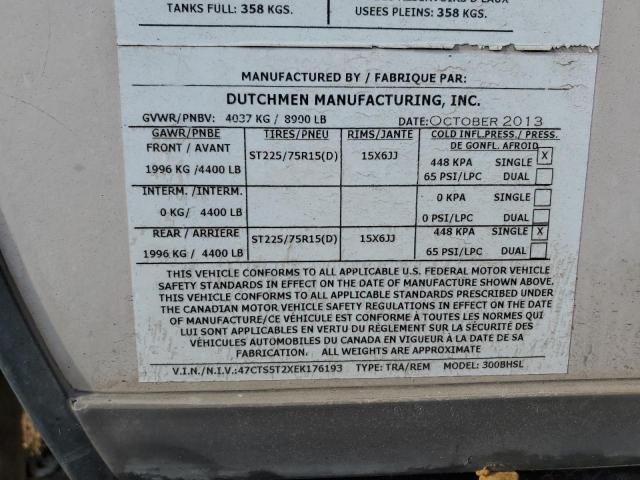 TANKS FULL: 358 KGS.
USEES PLEINS: 358 KGS.
MANUFACTURED BY / FABRIQUE PAR:
DUTCHMEN MANUFACTURING, INC.
GVWR/PNBV: 4037 KG / 8900 LB DATE: OCTOBER 2013
GAWR/PNBE TIRES/PNEU RIMS/JANTE COLD INFL.PRESS./ PRESS. DE GONFL. AFROID
FRONT / AVANT ST225/75R15(D) 15X6JJ 448 KPA SINGLE X
1996 KG /4400 LB 65 PSI/LPC DUAL
INTERM. /INTERM. 0 KPA SINGLE
0 KG/ 4400 LB 0 PSI/LPC DUAL
REAR / ARRIERE ST225/75R15(D) 15X6JJ 448 KPA SINGLE X
1996 KG / 4400 LB 65 PSI/LPC DUAL
THIS VEHICLE CONFORMS TO ALL APPLICABLE U.S. FEDERAL MOTOR VEHICLE
SAFETY STANDARDS IN EFFECT ON THE DATE OF MANUFACTURE SHOWN ABOVE.
THIS VEHICLE CONFORMS TO ALL APPLICABLE STANDARDS PRESCRIBED UNDER
THE CANADIAN MOTOR VEHICLE SAFETY REGULATIONS IN EFFECT ON THE DATE
OF MANUFACTURE/CE VÉHICULE EST CONFORME À TOUTES LES NORMES QUI
LUI SONT APPLICABLES EN VERTU DU RÈGLEMENT SUR LA SÉCURITÉ DES
VÉHICULES AUTOMOBILES DU CANADA EN VIGUEUR À LA DATE DE SA
FABRICATION. ALL WEIGHTS ARE APPROXIMATE
V.I.N./N.I.V.:47CTS5T2XEK176193 TYPE: TRA/REM MODEL: 300BHSL